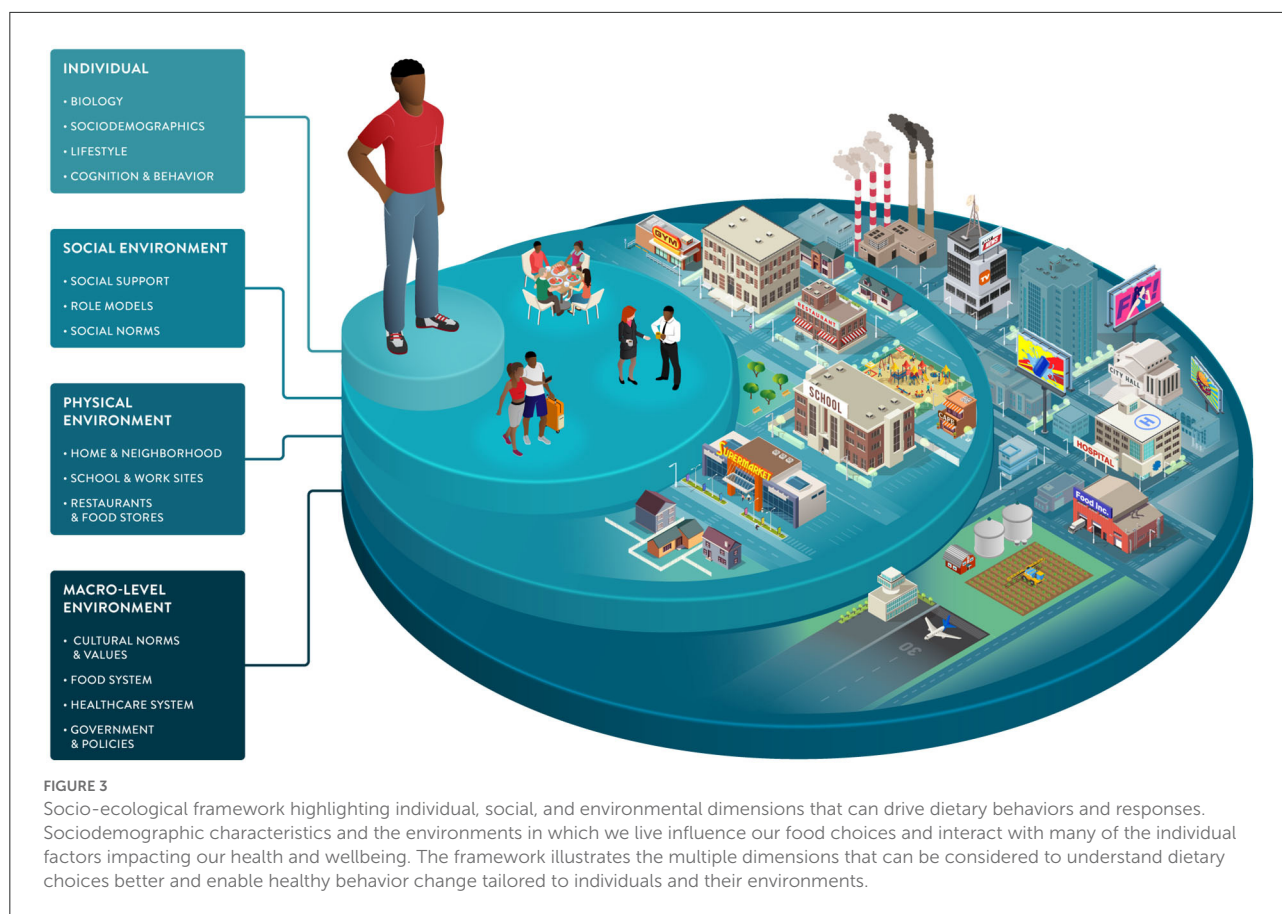 INDIVIDUAL
• BIOLOGY
• SOCIODEMOGRAPHICS
• LIFESTYLE
• COGNITION & BEHAVIOR
SOCIAL ENVIRONMENT
• SOCIAL SUPPORT
• ROLE MODELS
• SOCIAL NORMS
PHYSICAL
ENVIRONMENT
• HOME & NEIGHBORHOOD
• SCHOOL & WORK SITES
• RESTAURANTS
& FOOD STORES
MACRO-LEVEL
ENVIRONMENT
• CULTURAL NORMS
& VALUES
• FOOD SYSTEM
• HEALTHCARE SYSTEM
• GOVERNMENT
& POLICIES
GYM
RESTAURANT
TV
SCHOOL
CAFE
SUPERMARKET
CITY HALL
H
HOSPITAL
Food Inc.
30
FIGURE 3
Socio-ecological framework highlighting individual, social, and environmental dimensions that can drive dietary behaviors and responses.
Sociodemographic characteristics and the environments in which we live influence our food choices and interact with many of the individual
factors impacting our health and wellbeing. The framework illustrates the multiple dimensions that can be considered to understand dietary
choices better and enable healthy behavior change tailored to individuals and their environments.